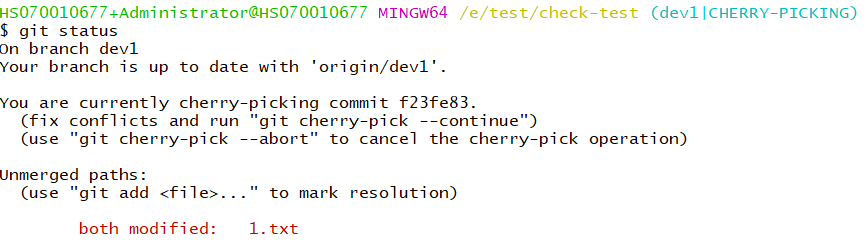 HS070010677+Administrator@HS070010677 MINGW64 /e/test/check-test (dev1|CHERRY-PICKING)
$ git status
On branch dev1
Your branch is up to date with 'origin/dev1'.

You are currently cherry-picking commit f23fe83.
  (fix conflicts and run "git cherry-pick --continue")
  (use "git cherry-pick --abort" to cancel the cherry-pick operation)

Unmerged paths:
  (use "git add <file>..." to mark resolution)

        both modified:   1.txt